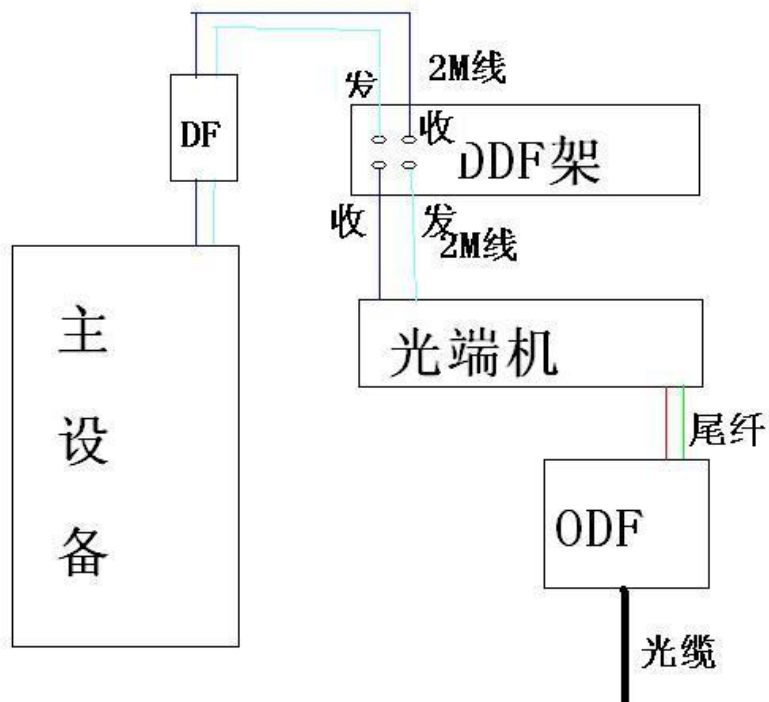 2M线
发
DF
收
DDF架
收
发
2M线
主
设
备
光端机
尾纤
ODF
光缆